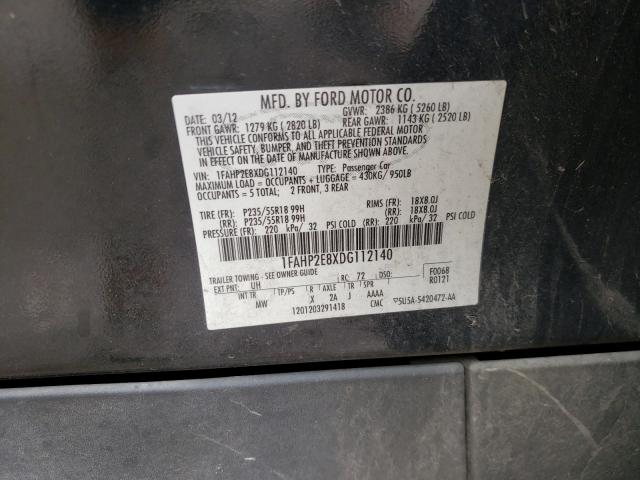 MFD. BY FORD MOTOR CO.
DATE: 03/12 GVWR: 2386 KG ( 5260 LB)
FRONT GAWR: 1279 KG ( 2820 LB) REAR GAWR: 1143 KG ( 2520 LB)
THIS VEHICLE CONFORMS TO ALL APPLICABLE FEDERAL MOTOR
VEHICLE SAFETY, BUMPER, AND THEFT PREVENTION STANDARDS
IN EFFECT ON THE DATE OF MANUFACTURE SHOWN ABOVE.
VIN: 1FAHP2E8XDG112140 TYPE: Passenger Car
MAXIMUM LOAD = OCCUPANTS + LUGGAGE = 430KG/ 950LB
OCCUPANTS = 5 TOTAL; 2 FRONT, 3 REAR
TIRE (FR): P235/55R18 99H RIMS (FR): 18X8.0J
(RR): P235/55R18 99H (RR): 18X8.0J
PRESSURE (FR): 220 kPa/ 32 PSI COLD (RR): 220 kPa/ 32 PSI COLD
1FAHP2E8XDG112140
TRAILER TOWING - SEE OWNER GUIDE
EXT PNT: UH RC: 72 DSO: F0068
INT TR TP/PS R AXLE TR SPR R0121
MW X 2A J AAAA
1201203291418 CMC 5U5A-5420472-AA